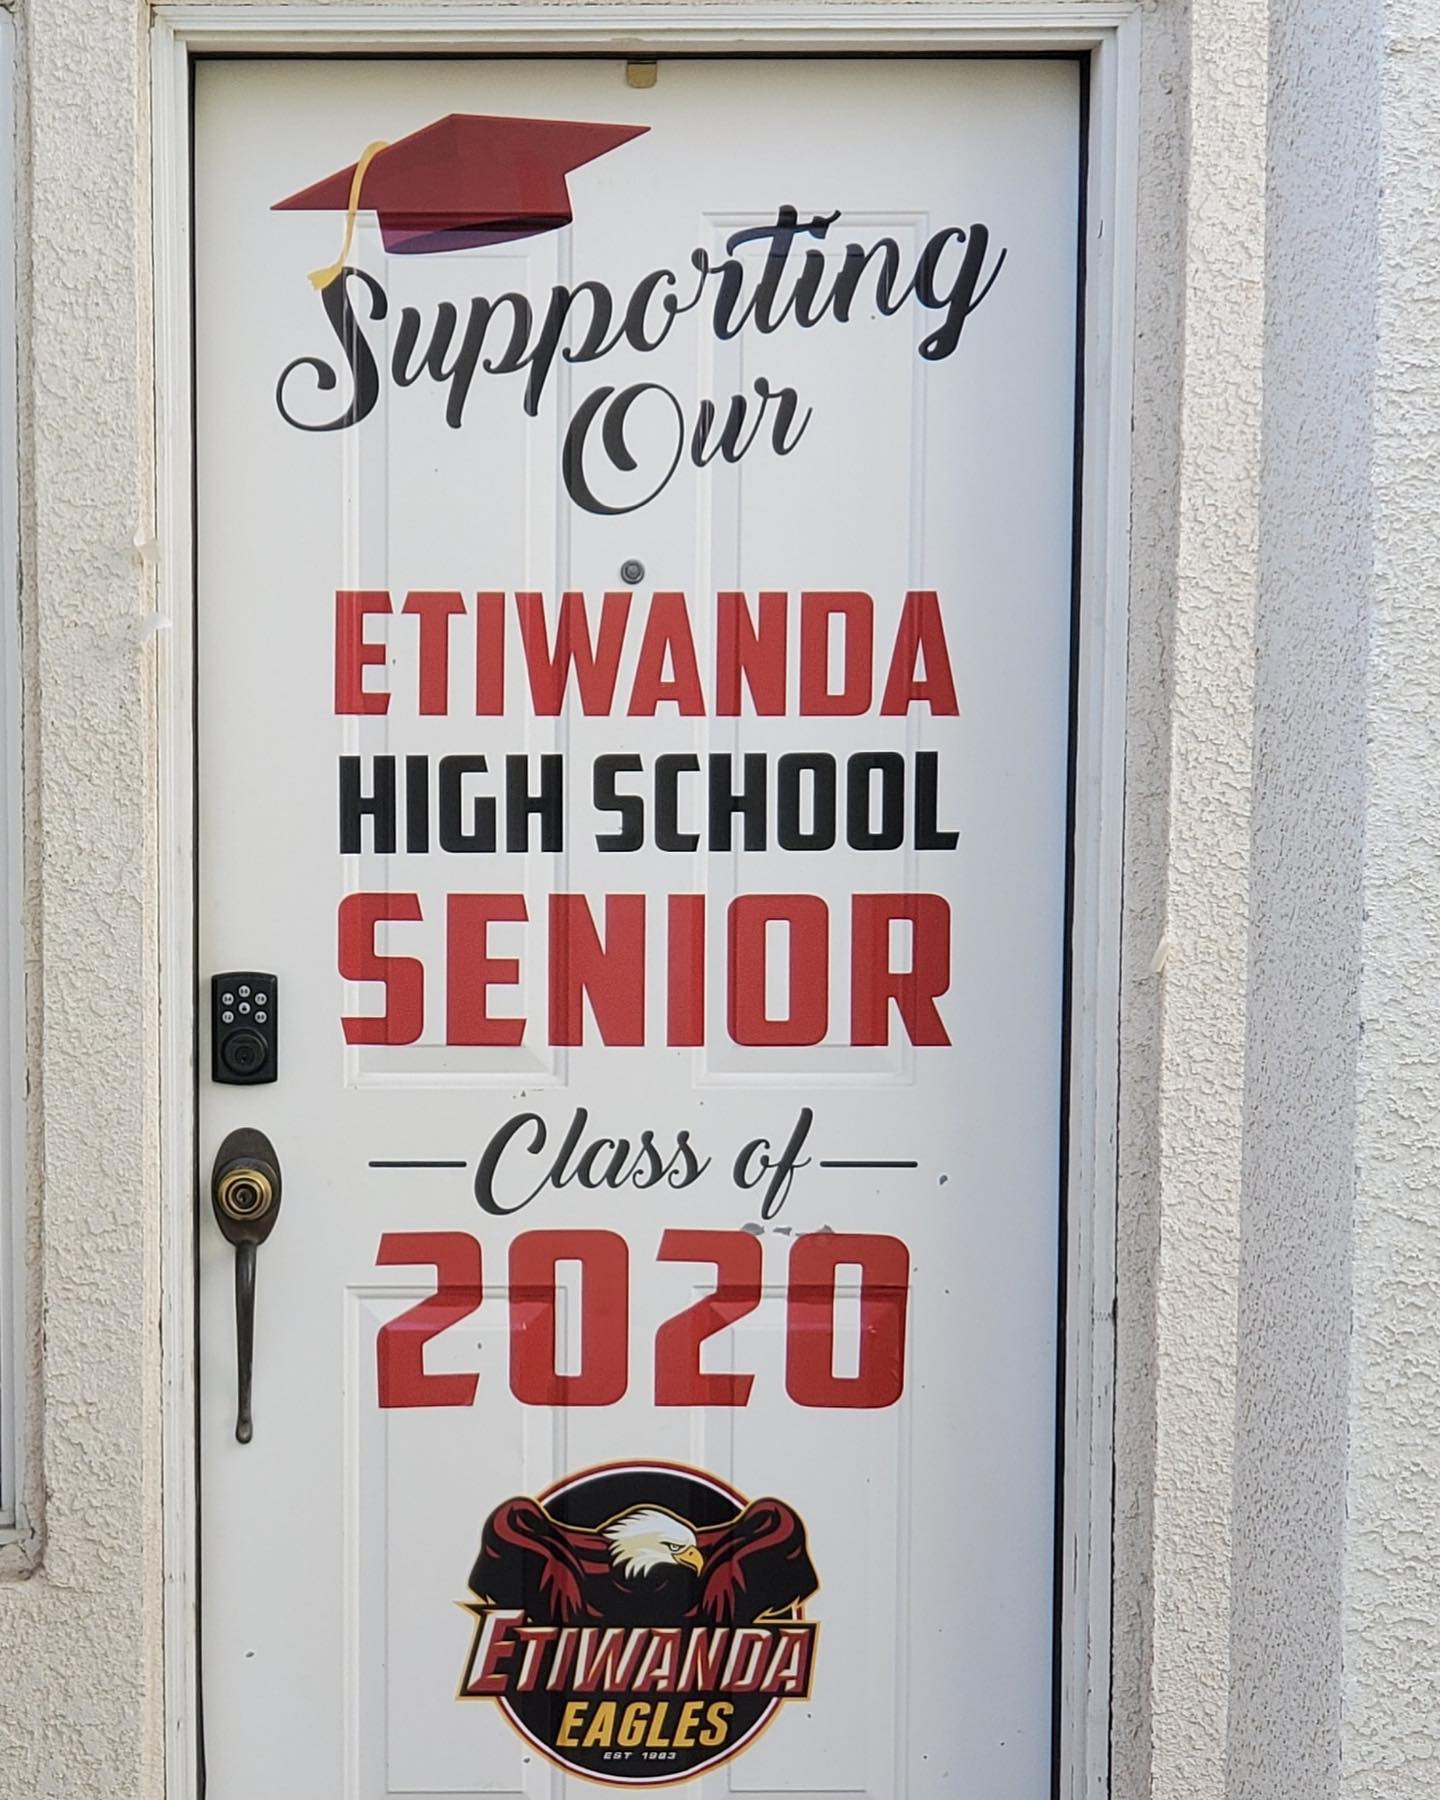 Supporting
Our
ETIWANDA
HIGH SCHOOL
SENIOR
Class of
2020
ETIWANDA
EAGLES
EST 1983